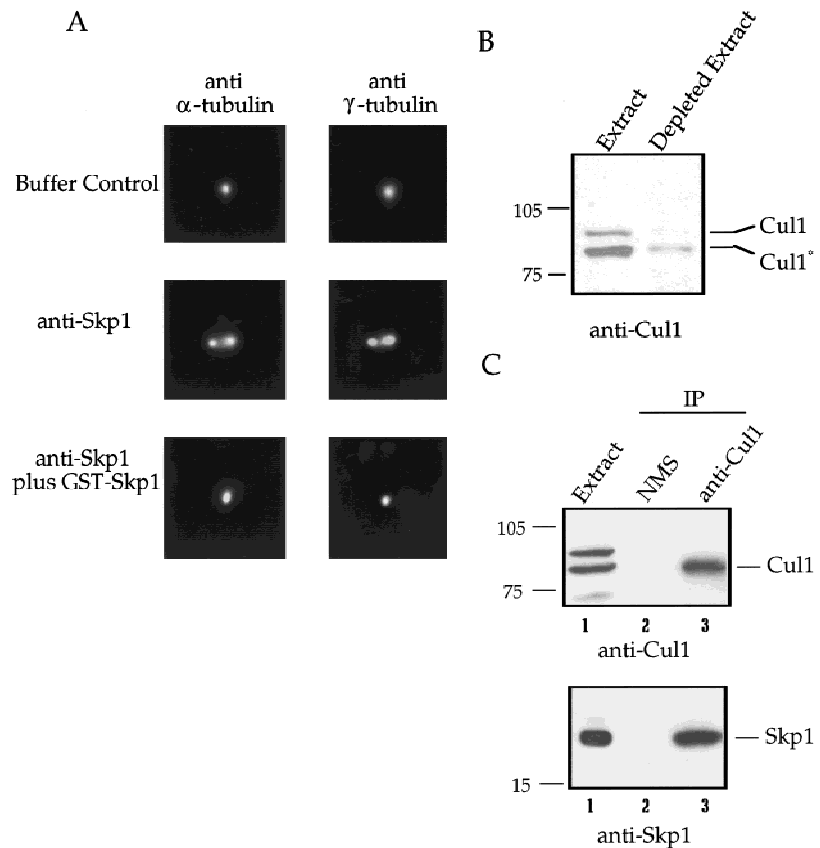 A
anti
α-tubulin
anti
γ-tubulin
Buffer Control
anti-Skp1
anti-Skp1
plus GST-Skp1
B
Extract
Depleted Extract
105
75
Cul1
Cul1*
anti-Cul1
C
IP
Extract
NMS
anti-Cul1
105
75
Cul1
1 2 3
anti-Cul1
Skp1
15
1 2 3
anti-Skp1